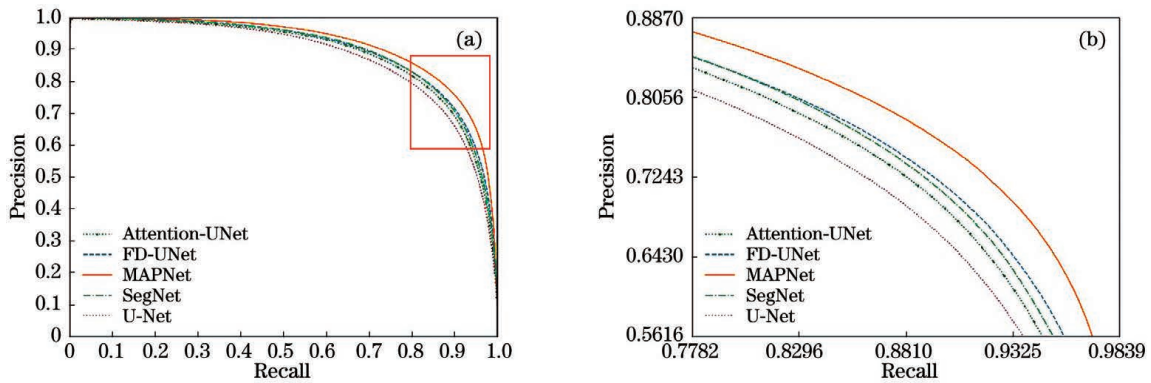 1.0
0.9
0.8
0.7
0.6
0.5
0.4
0.3
0.2
0.1
0
Precision
(a)
Attention-UNet
FD-UNet
MAPNet
SegNet
U-Net
0 0.1 0.2 0.3 0.4 0.5 0.6 0.7 0.8 0.9 1.0
Recall
0.8870
0.8056
0.7243
0.6430
0.5616
Precision
(b)
Attention-UNet
FD-UNet
MAPNet
SegNet
U-Net
0.7782 0.8296 0.8810 0.9325 0.9839
Recall